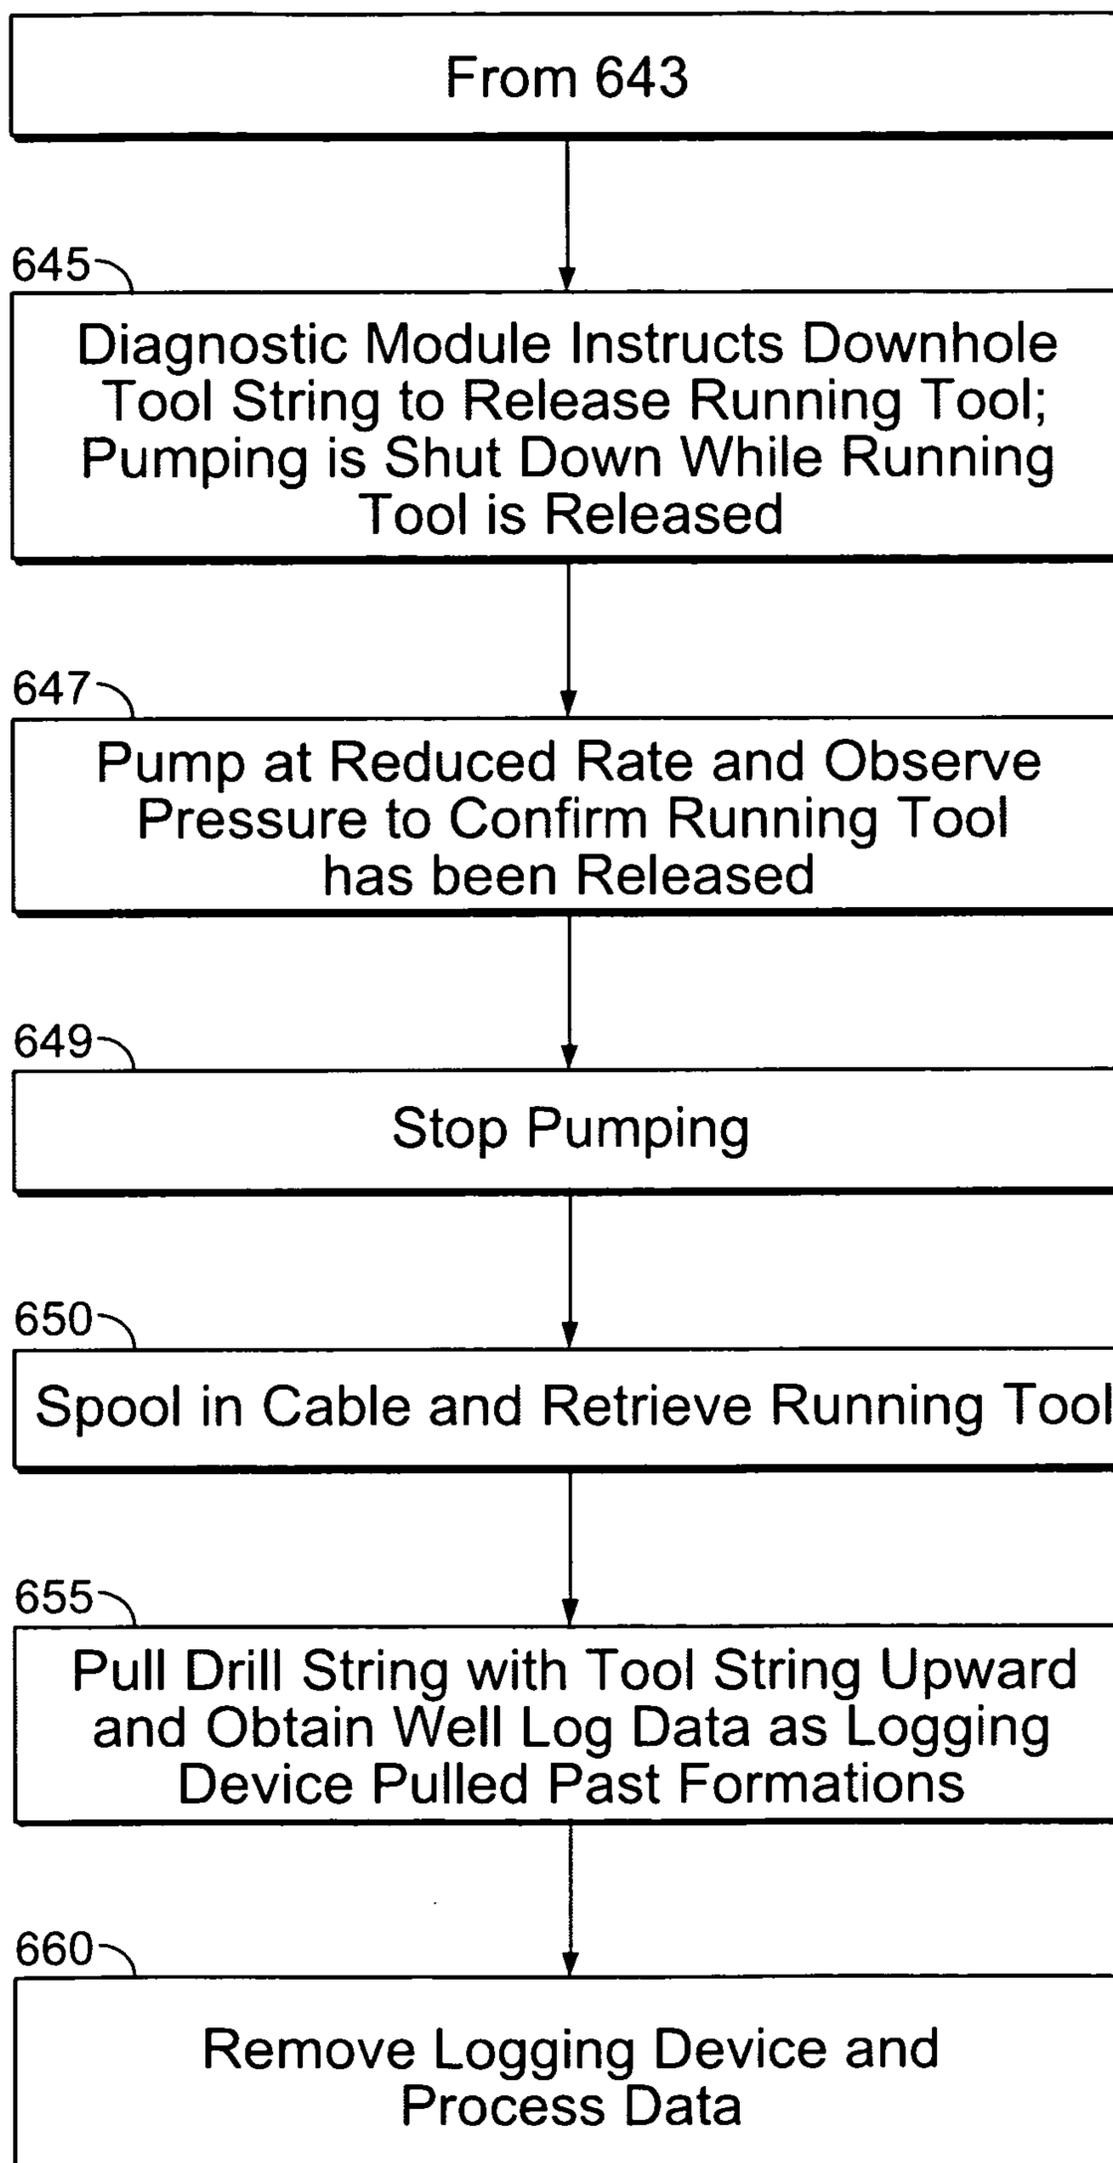 From 643
645
Diagnostic Module Instructs Downhole
Tool String to Release Running Tool;
Pumping is Shut Down While Running
Tool is Released
647
Pump at Reduced Rate and Observe
Pressure to Confirm Running Tool
has been Released
649
Stop Pumping
650
Spool in Cable and Retrieve Running Tool
655
Pull Drill String with Tool String Upward
and Obtain Well Log Data as Logging
Device Pulled Past Formations
660
Remove Logging Device and
Process Data